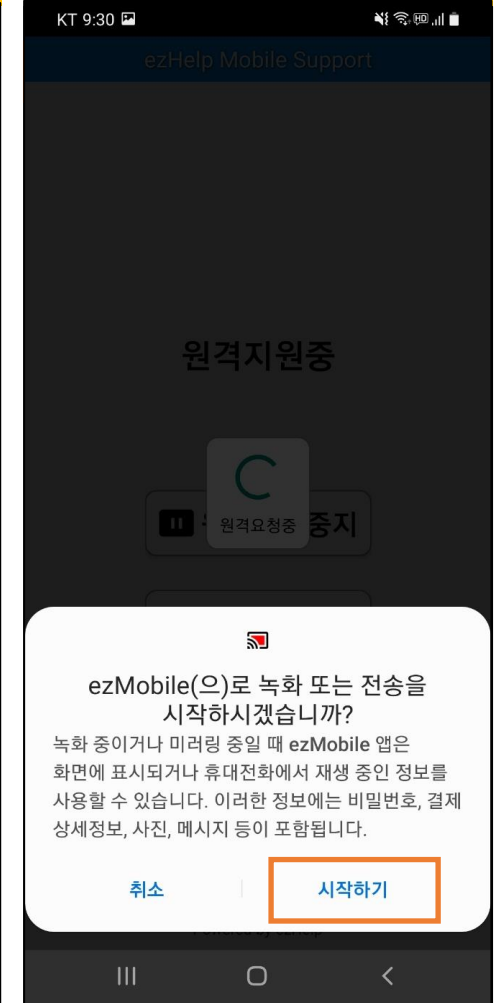 KT 9:30
ezHelp Mobile Support
원격지원중
원격요청중
중지
ezMobile(으)로 녹화 또는 전송을
시작하시겠습니까?
녹화 중이거나 미러링 중일 때 ezMobile 앱은
화면에 표시되거나 휴대전화에서 재생 중인 정보를
사용할 수 있습니다. 이러한 정보에는 비밀번호, 결제
상세정보, 사진, 메시지 등이 포함됩니다.
취소 시작하기